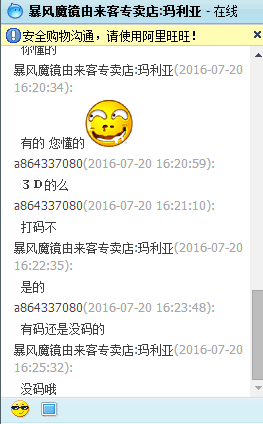 暴风魔镜由来客专卖店:玛利亚 - 在线
安全购物沟通，请使用阿里旺旺！
你懂的
暴风魔镜由来客专卖店:玛利亚(2016-07-20
16:20:34):
有的 您懂的
a864337080(2016-07-20 16:20:59):
３Ｄ的么
a864337080(2016-07-20 16:21:10):
打码不
暴风魔镜由来客专卖店:玛利亚(2016-07-20
16:22:35):
是的
a864337080(2016-07-20 16:23:48):
有码还是没码的
暴风魔镜由来客专卖店:玛利亚(2016-07-20
16:25:32):
没码哦